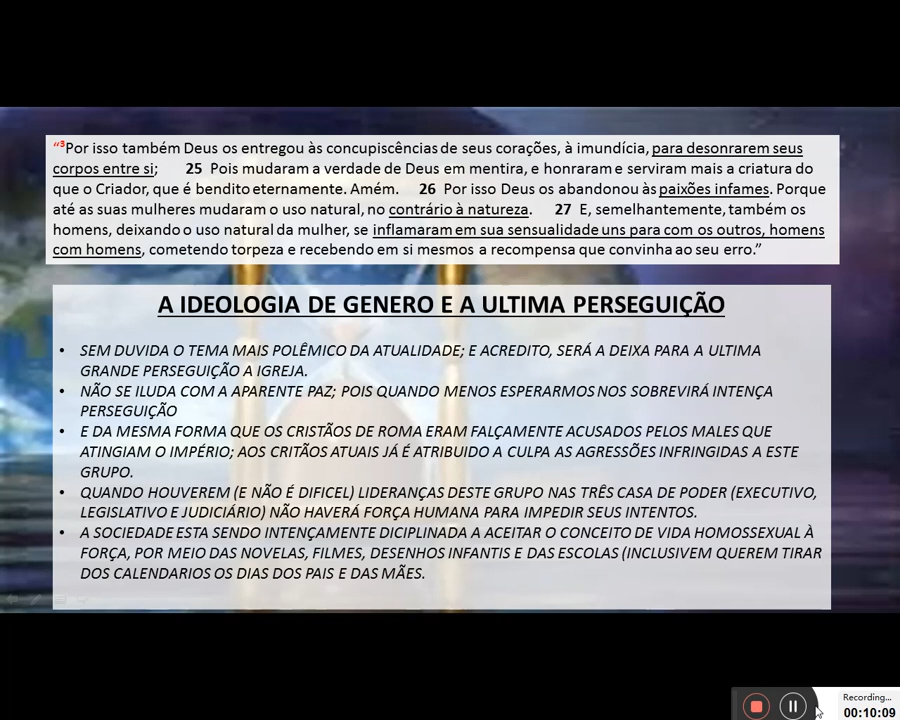 “³Por isso também Deus os entregou às concupiscências de seus corações, à imundícia, para desonrarem seus
corpos entre si; 25 Pois mudaram a verdade de Deus em mentira, e honraram e serviram mais a criatura do
que o Criador, que é bendito eternamente. Amém. 26 Por isso Deus os abandonou às paixões infames. Porque
até as suas mulheres mudaram o uso natural, no contrário à natureza. 27 E, semelhantemente, também os
homens, deixando o uso natural da mulher, se inflamaram em sua sensualidade uns para com os outros, homens
com homens, cometendo torpeza e recebendo em si mesmos a recompensa que convinha ao seu erro.”
A IDEOLOGIA DE GENERO E A ULTIMA PERSEGUIÇÃO
• SEM DUVIDA O TEMA MAIS POLÊMICO DA ATUALIDADE; E ACREDITO, SERÁ A DEIXA PARA A ULTIMA
GRANDE PERSEGUIÇÃO A IGREJA.
• NÃO SE ILUDA COM A APARENTE PAZ; POIS QUANDO MENOS ESPERARMOS NOS SOBREVIRÁ INTENÇA
PERSEGUIÇÃO
• E DA MESMA FORMA QUE OS CRISTÃOS DE ROMA ERAM FALÇAMENTE ACUSADOS PELOS MALES QUE
ATINGIAM O IMPÉRIO; AOS CRITÃOS ATUAIS JÁ É ATRIBUIDO A CULPA AS AGRESSÕES INFRINGIDAS A ESTE
GRUPO.
• QUANDO HOUVEREM (E NÃO É DIFICEL) LIDERANÇAS DESTE GRUPO NAS TRÊS CASA DE PODER (EXECUTIVO,
LEGISLATIVO E JUDICIÁRIO) NÃO HAVERÁ FORÇA HUMANA PARA IMPEDIR SEUS INTENTOS.
• A SOCIEDADE ESTA SENDO INTENÇAMENTE DICIPLINADA A ACEITAR O CONCEITO DE VIDA HOMOSSEXUAL À
FORÇA, POR MEIO DAS NOVELAS, FILMES, DESENHOS INFANTIS E DAS ESCOLAS (INCLUSIVEM QUEREM TIRAR
DOS CALENDARIOS OS DIAS DOS PAIS E DAS MÃES.
Recording...
00:10:09